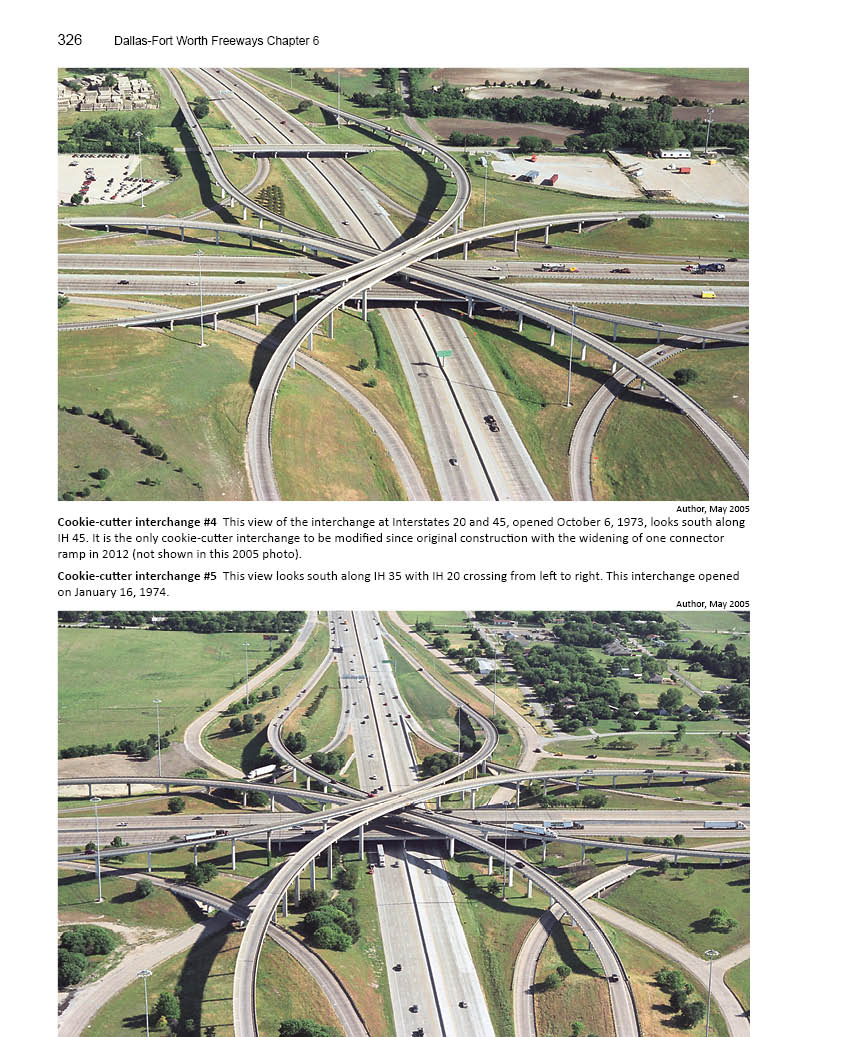 326 Dallas-Fort Worth Freeways Chapter 6
Author, May 2005
Cookie-cutter interchange #4 This view of the interchange at Interstates 20 and 45, opened October 6, 1973, looks south along
IH 45. It is the only cookie-cutter interchange to be modified since original construction with the widening of one connector
ramp in 2012 (not shown in this 2005 photo).
Cookie-cutter interchange #5 This view looks south along IH 35 with IH 20 crossing from left to right. This interchange opened
on January 16, 1974.
Author, May 2005